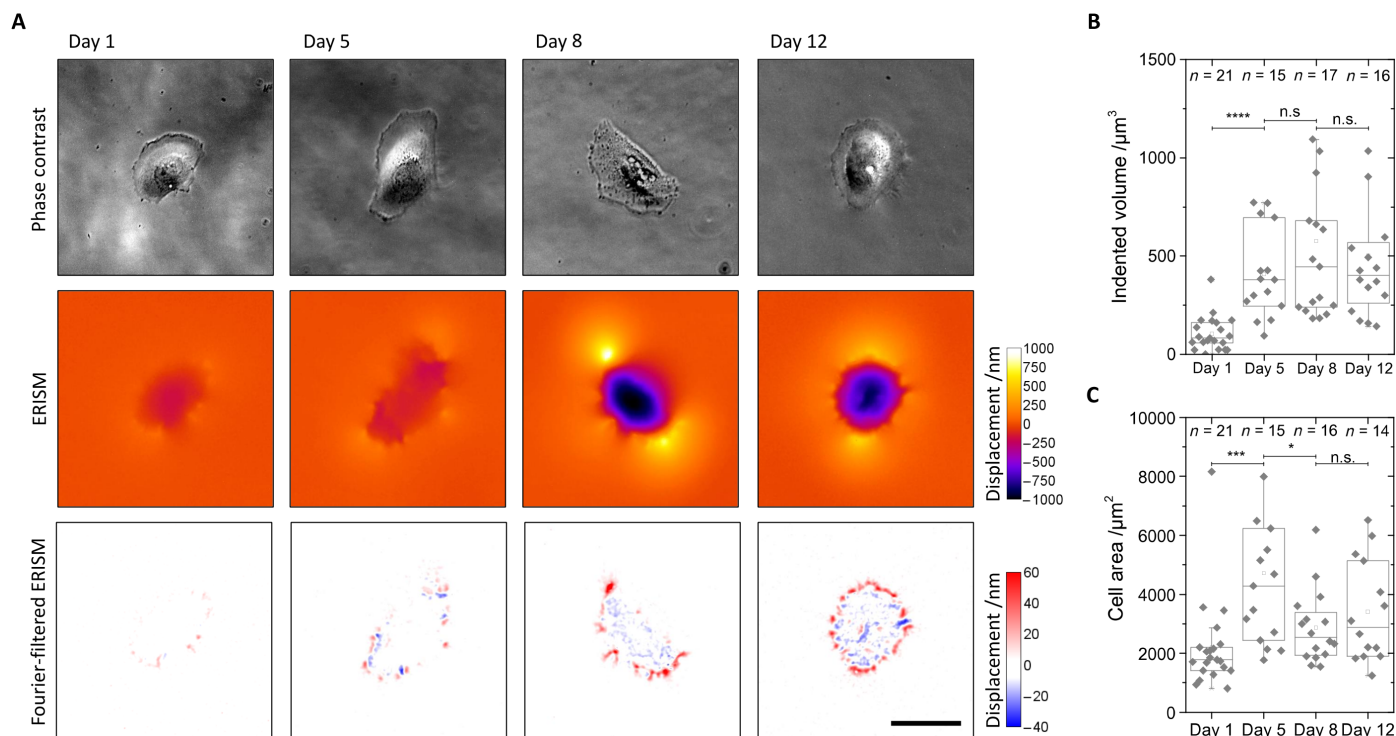 A
Day 1
Day 5
Day 8
Day 12
Phase contrast
ERISM
Displacement /nm
1000
750
500
250
0
−250
−500
−750
−1000
Fourier-filtered ERISM
Displacement /nm
60
40
20
0
−20
−40
B
Indented volume /μm³
1500
1000
500
0
n = 21
n = 15
n = 17
n = 16
****
n.s
n.s.
Day 1
Day 5
Day 8
Day 12
C
Cell area /μm²
10000
8000
6000
4000
2000
0
n = 21
n = 15
n = 16
n = 14
***
*
n.s.
Day 1
Day 5
Day 8
Day 12